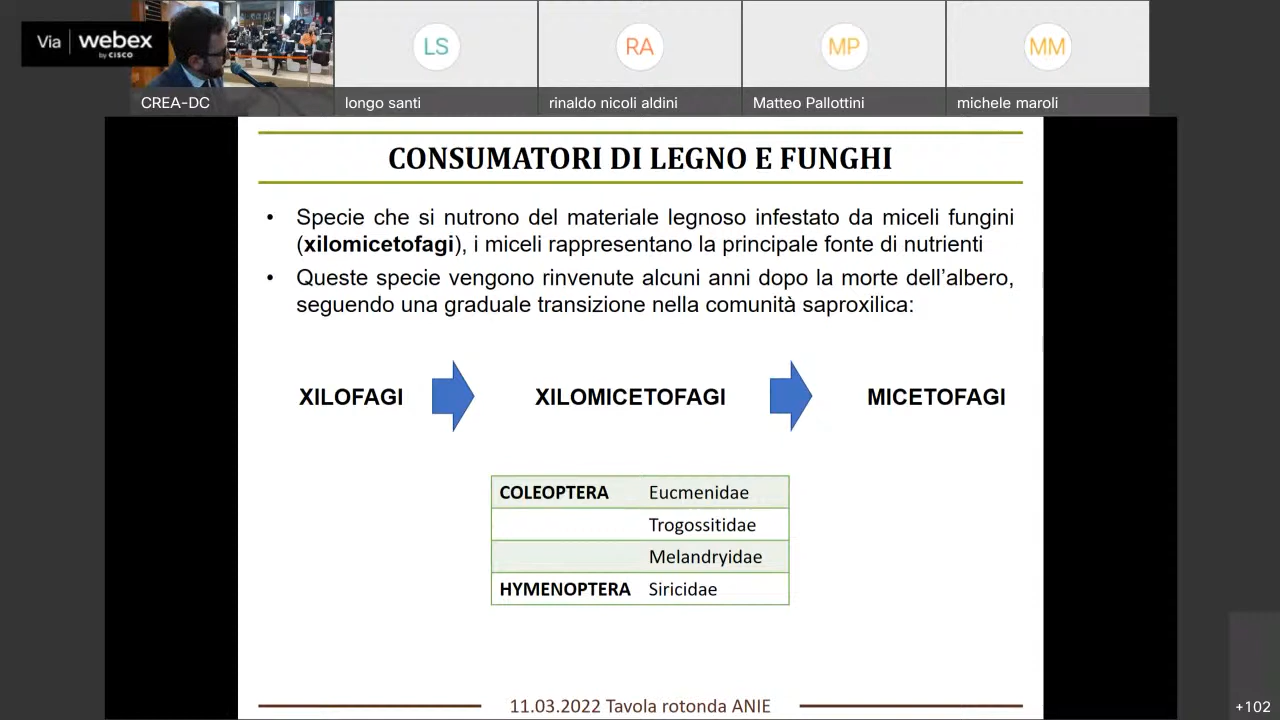 Via webex
by CISCO
LS
RA
MP
MM
CREA-DC
longo santi
rinaldo nicoli aldini
Matteo Pallottini
michele maroli
CONSUMATORI DI LEGNO E FUNGHI
• Specie che si nutrono del materiale legnoso infestato da miceli fungini
(xilomicetofagi), i miceli rappresentano la principale fonte di nutrienti
• Queste specie vengono rinvenute alcuni anni dopo la morte dell’albero,
seguendo una graduale transizione nella comunità saproxilica:
XILOFAGI XILOMICETOFAGI MICETOFAGI
COLEOPTERA Eucmenidae
Trogossitidae
Melandryidae
HYMENOPTERA Siricidae
11.03.2022 Tavola rotonda ANIE
+102